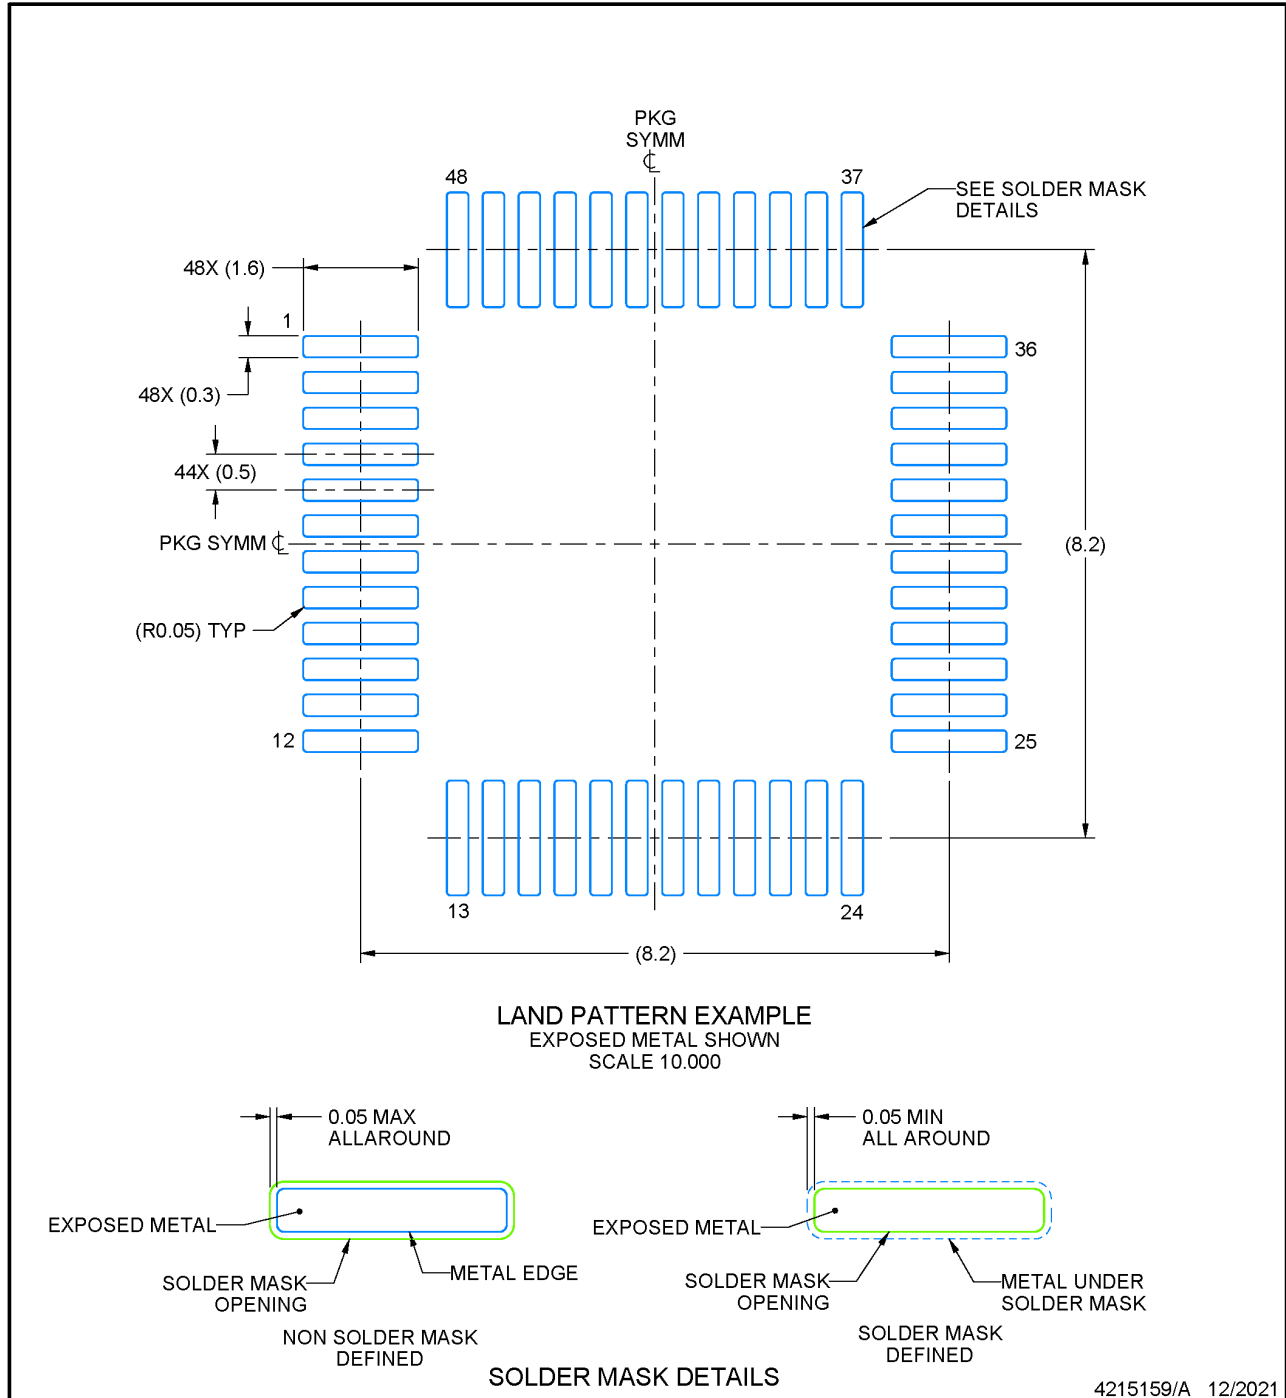 PKG
SYMM
48
37
SEE SOLDER MASK
DETAILS
48X (1.6)
1
36
48X (0.3)
44X (0.5)
PKG SYMM
(8.2)
(R0.05) TYP
12
25
13
24
(8.2)
LAND PATTERN EXAMPLE
EXPOSED METAL SHOWN
SCALE 10.000
0.05 MAX
ALLAROUND
EXPOSED METAL
METAL EDGE
SOLDER MASK
OPENING
NON SOLDER MASK
DEFINED
0.05 MIN
ALL AROUND
EXPOSED METAL
SOLDER MASK
OPENING
METAL UNDER
SOLDER MASK
SOLDER MASK
DEFINED
SOLDER MASK DETAILS
4215159/A 12/2021